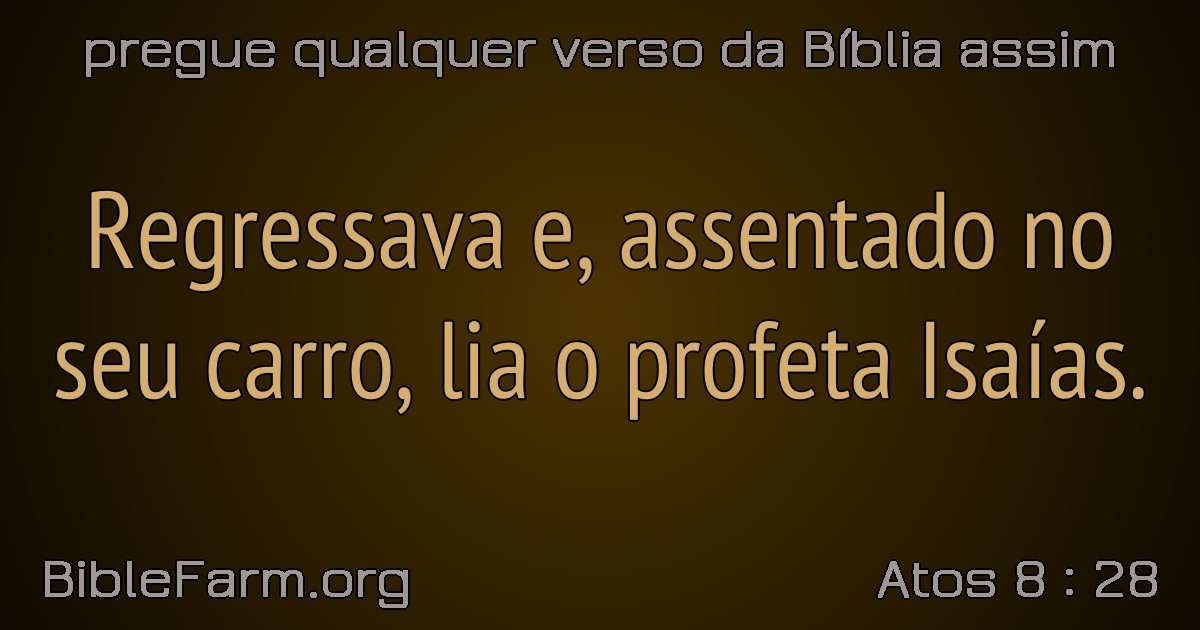 pregue qualquer verso da Bíblia assim
Regressava e, assentado no
seu carro, lia o profeta Isaías.
BibleFarm.org
Atos 8 : 28